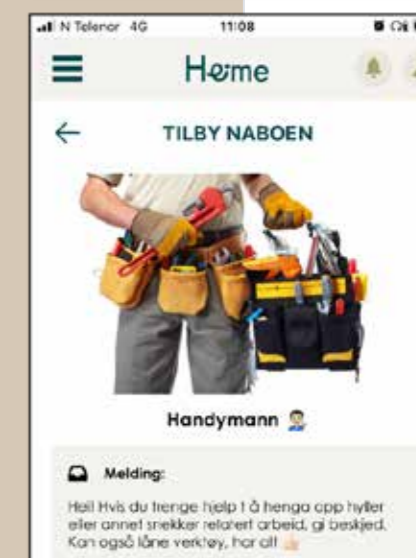 N Telenor 4G 11:08
Heime
TILBY NABOEN
Handymann
Melding:
Hei! Hvis du trenge hjelp t å henga opp hyller
eller annet snekker relatert arbeid, gi beskjed.
Kan også låne verktøy, har alt 👍🏻